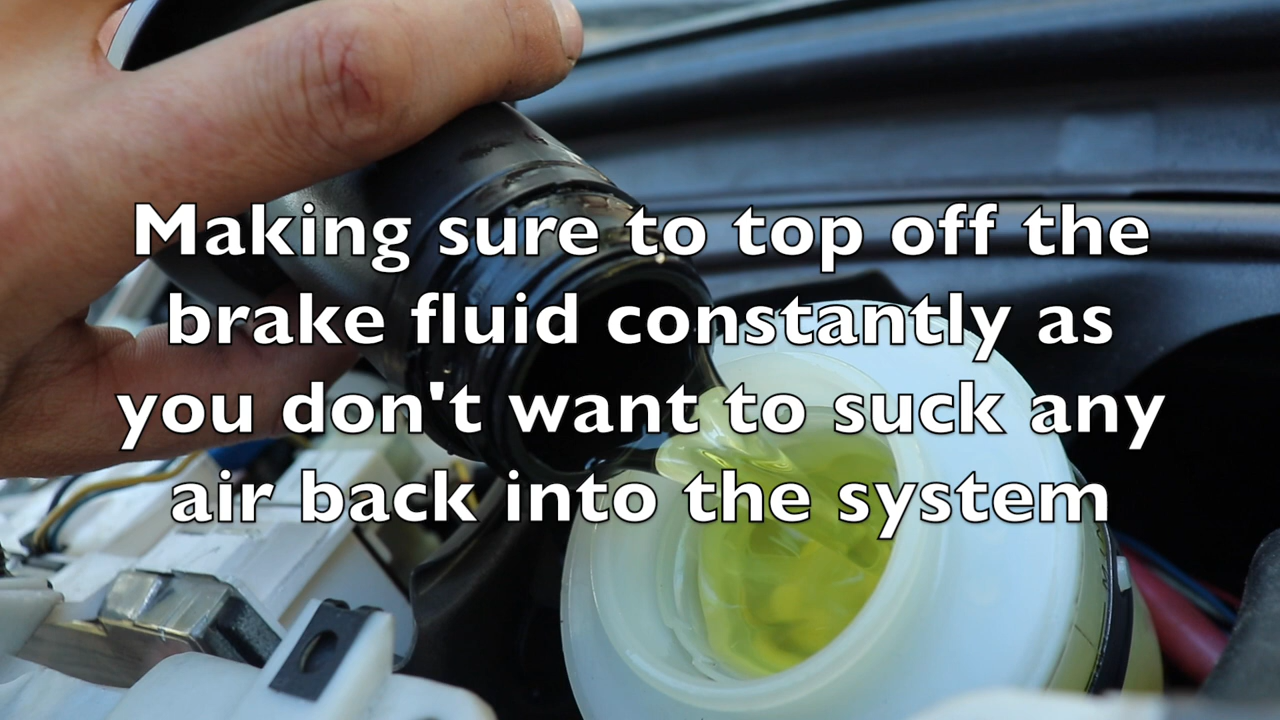 Making sure to top off the
brake fluid constantly as
you don't want to suck any
air back into the system